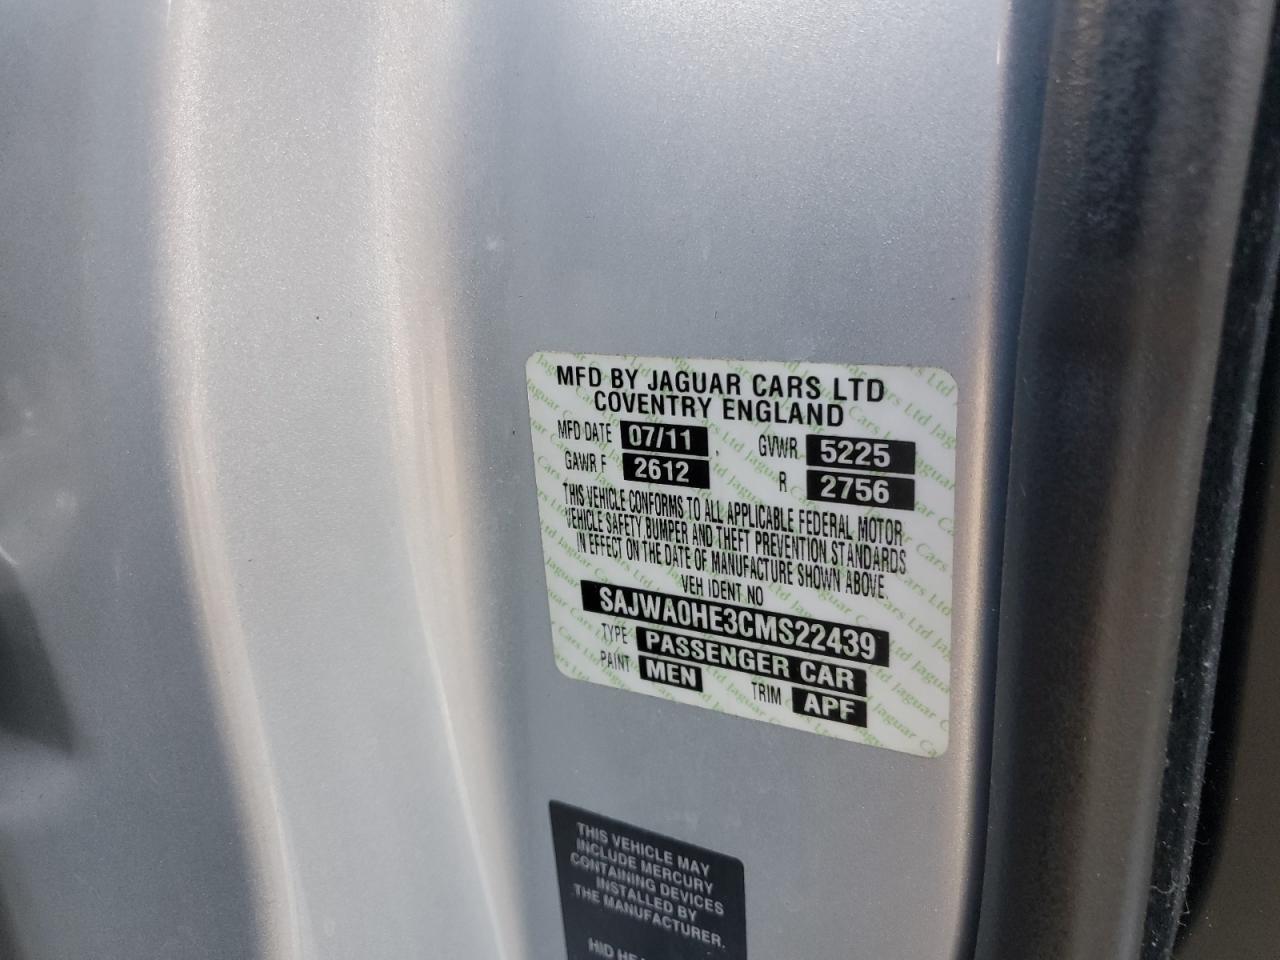 MFD BY JAGUAR CARS LTD
COVENTRY ENGLAND
MFD DATE 07/11 GVWR 5225
GAWR F 2612 R 2756
THIS VEHICLE CONFORMS TO ALL APPLICABLE FEDERAL MOTOR
VEHICLE SAFETY BUMPER AND THEFT PREVENTION STANDARDS
IN EFFECT ON THE DATE OF MANUFACTURE SHOWN ABOVE.
VEH IDENT NO
SAJWA0HE3CMS22439
TYPE PASSENGER CAR
PAINT MEN TRIM APF
THIS VEHICLE MAY
INCLUDE MERCURY
CONTAINING DEVICES
INSTALLED BY
THE MANUFACTURER.
HID